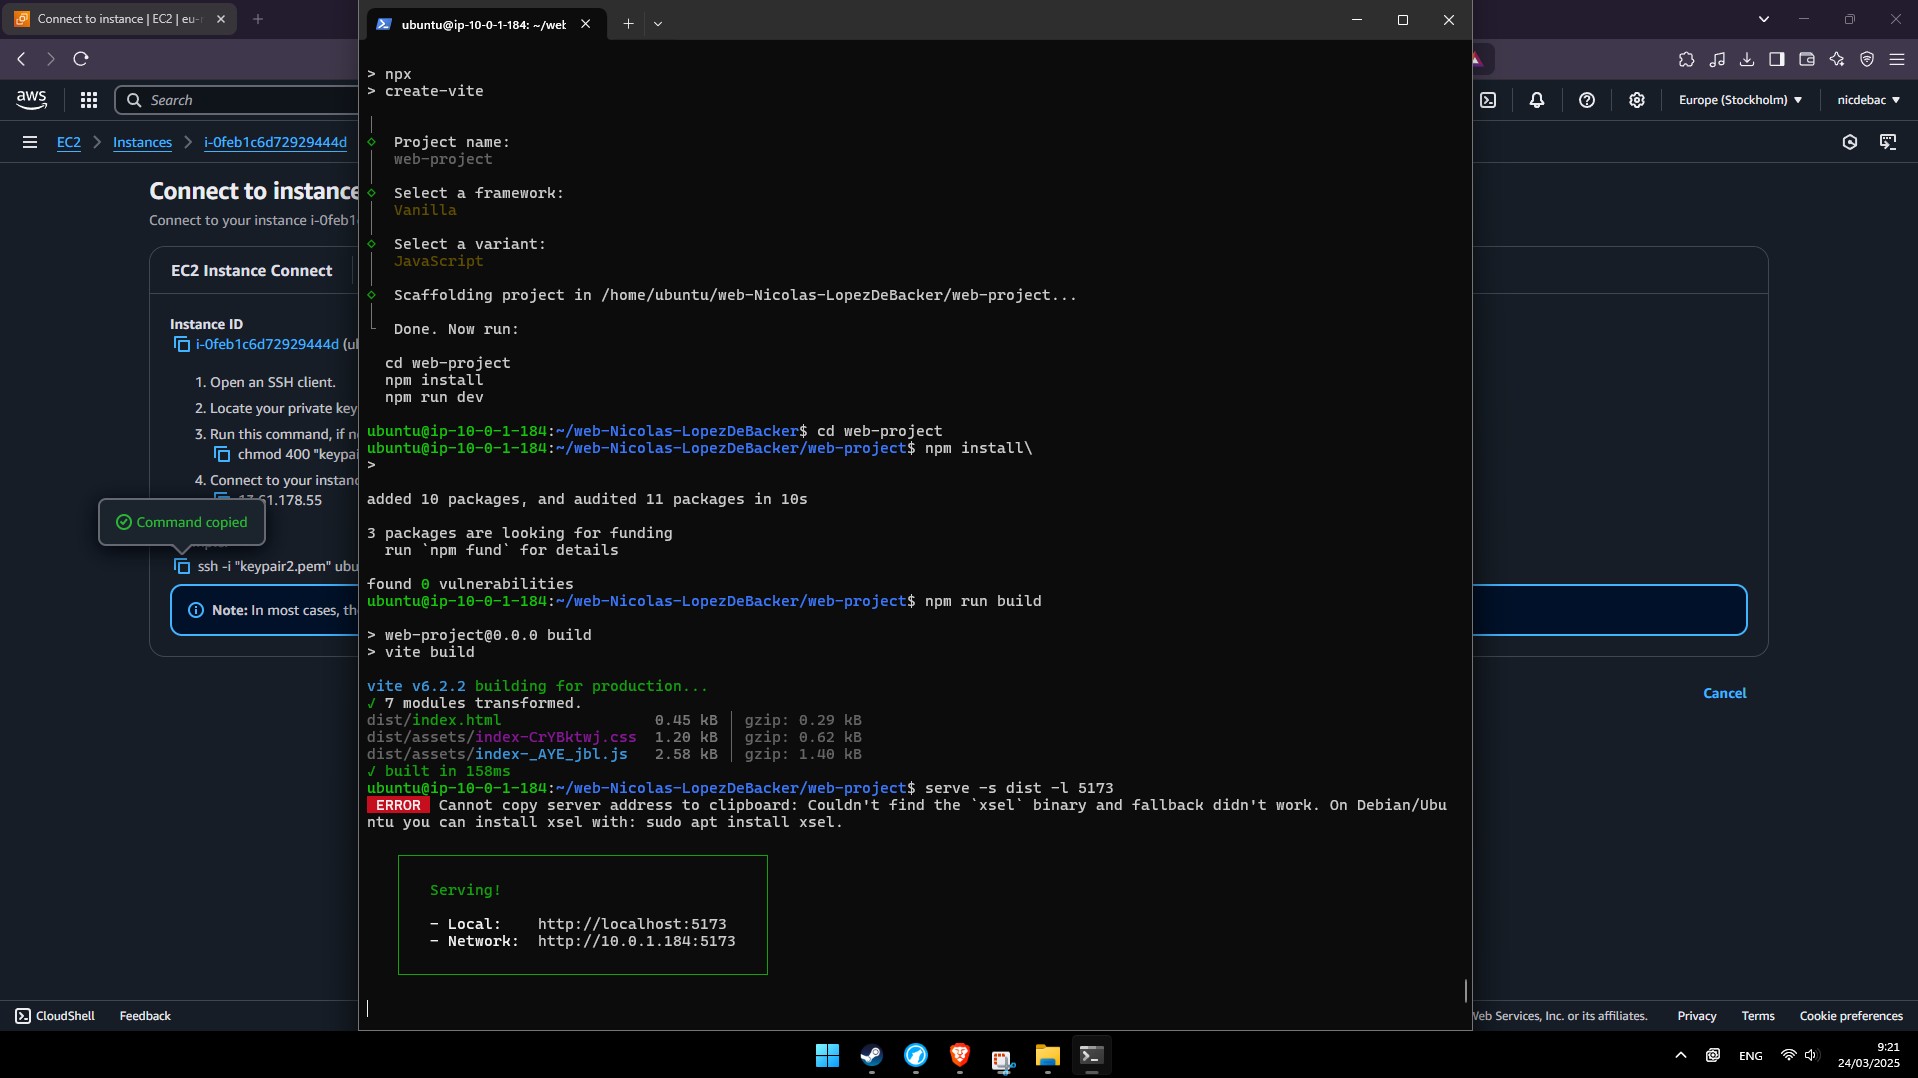 Connect to instance | EC2 | eu-
ubuntu@ip-10-0-1-184: ~/web
aws
Search
Europe (Stockholm)
nicdebac
EC2
Instances
i-0feb1c6d72929444d
Connect to instance
Connect to your instance i-0feb1
EC2 Instance Connect
Instance ID
i-0feb1c6d72929444d (ub
1. Open an SSH client.
2. Locate your private key
3. Run this command, if n
chmod 400 "keypai
4. Connect to your instan
.61.178.55
Command copied
ssh -i "keypair2.pem" ubu
Note: In most cases, th
Cancel
> npx
> create-vite
Project name:
web-project
Select a framework:
Vanilla
Select a variant:
JavaScript
Scaffolding project in /home/ubuntu/web-Nicolas-LopezDeBacker/web-project...
Done. Now run:
cd web-project
npm install
npm run dev
ubuntu@ip-10-0-1-184:~/web-Nicolas-LopezDeBacker$ cd web-project
ubuntu@ip-10-0-1-184:~/web-Nicolas-LopezDeBacker/web-project$ npm install\
>
added 10 packages, and audited 11 packages in 10s
3 packages are looking for funding
run `npm fund` for details
found 0 vulnerabilities
ubuntu@ip-10-0-1-184:~/web-Nicolas-LopezDeBacker/web-project$ npm run build
> web-project@0.0.0 build
> vite build
vite v6.2.2 building for production...
✓ 7 modules transformed.
dist/index.html 0.45 kB │ gzip: 0.29 kB
dist/assets/index-CrYBktwj.css 1.20 kB │ gzip: 0.62 kB
dist/assets/index-_AYE_jbl.js 2.58 kB │ gzip: 1.40 kB
✓ built in 158ms
ubuntu@ip-10-0-1-184:~/web-Nicolas-LopezDeBacker/web-project$ serve -s dist -l 5173
ERROR Cannot copy server address to clipboard: Couldn't find the `xsel` binary and fallback didn't work. On Debian/Ubu
ntu you can install xsel with: sudo apt install xsel.
Serving!
- Local: http://localhost:5173
- Network: http://10.0.1.184:5173
CloudShell
Feedback
Web Services, Inc. or its affiliates.
Privacy
Terms
Cookie preferences
ENG
9:21
24/03/2025